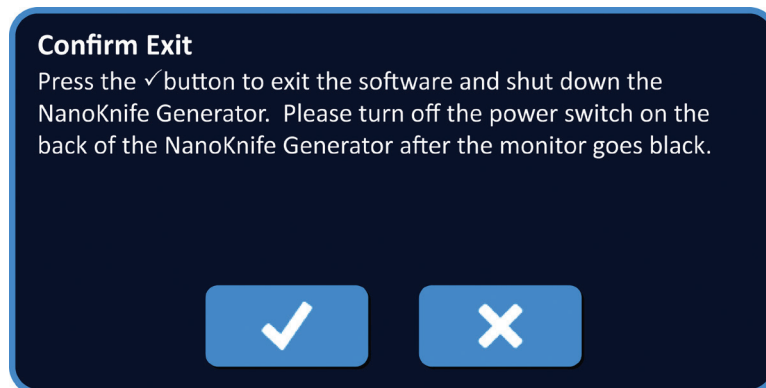 Confirm Exit
Press the ✓button to exit the software and shut down the
NanoKnife Generator.  Please turn off the power switch on the
back of the NanoKnife Generator after the monitor goes black.